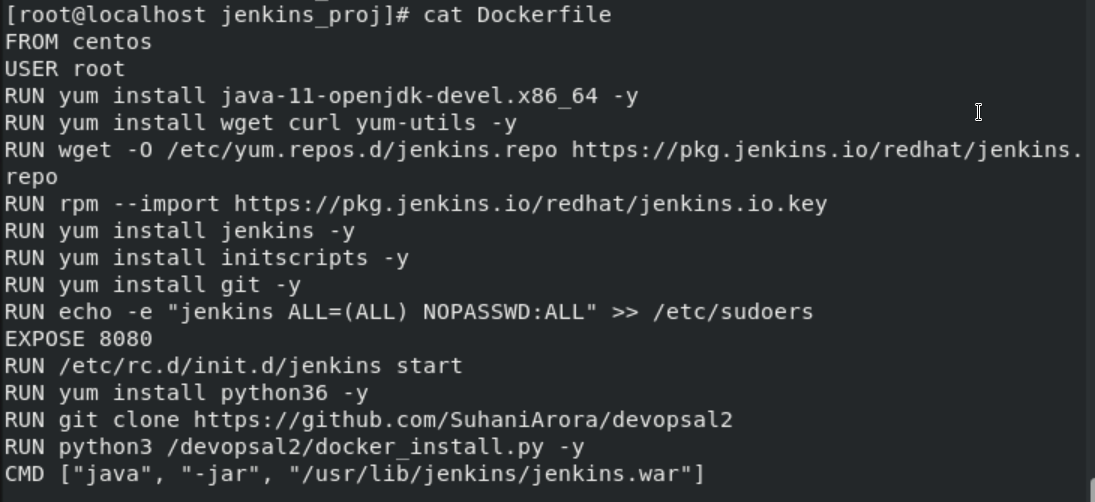 [root@localhost jenkins_proj]# cat Dockerfile
FROM centos
USER root
RUN yum install java-11-openjdk-devel.x86_64 -y
RUN yum install wget curl yum-utils -y
RUN wget -O /etc/yum.repos.d/jenkins.repo https://pkg.jenkins.io/redhat/jenkins.
repo
RUN rpm --import https://pkg.jenkins.io/redhat/jenkins.io.key
RUN yum install jenkins -y
RUN yum install initscripts -y
RUN yum install git -y
RUN echo -e "jenkins ALL=(ALL) NOPASSWD:ALL" >> /etc/sudoers
EXPOSE 8080
RUN /etc/rc.d/init.d/jenkins start
RUN yum install python36 -y
RUN git clone https://github.com/SuhaniArora/devopsal2
RUN python3 /devopsal2/docker_install.py -y
CMD ["java", "-jar", "/usr/lib/jenkins/jenkins.war"]